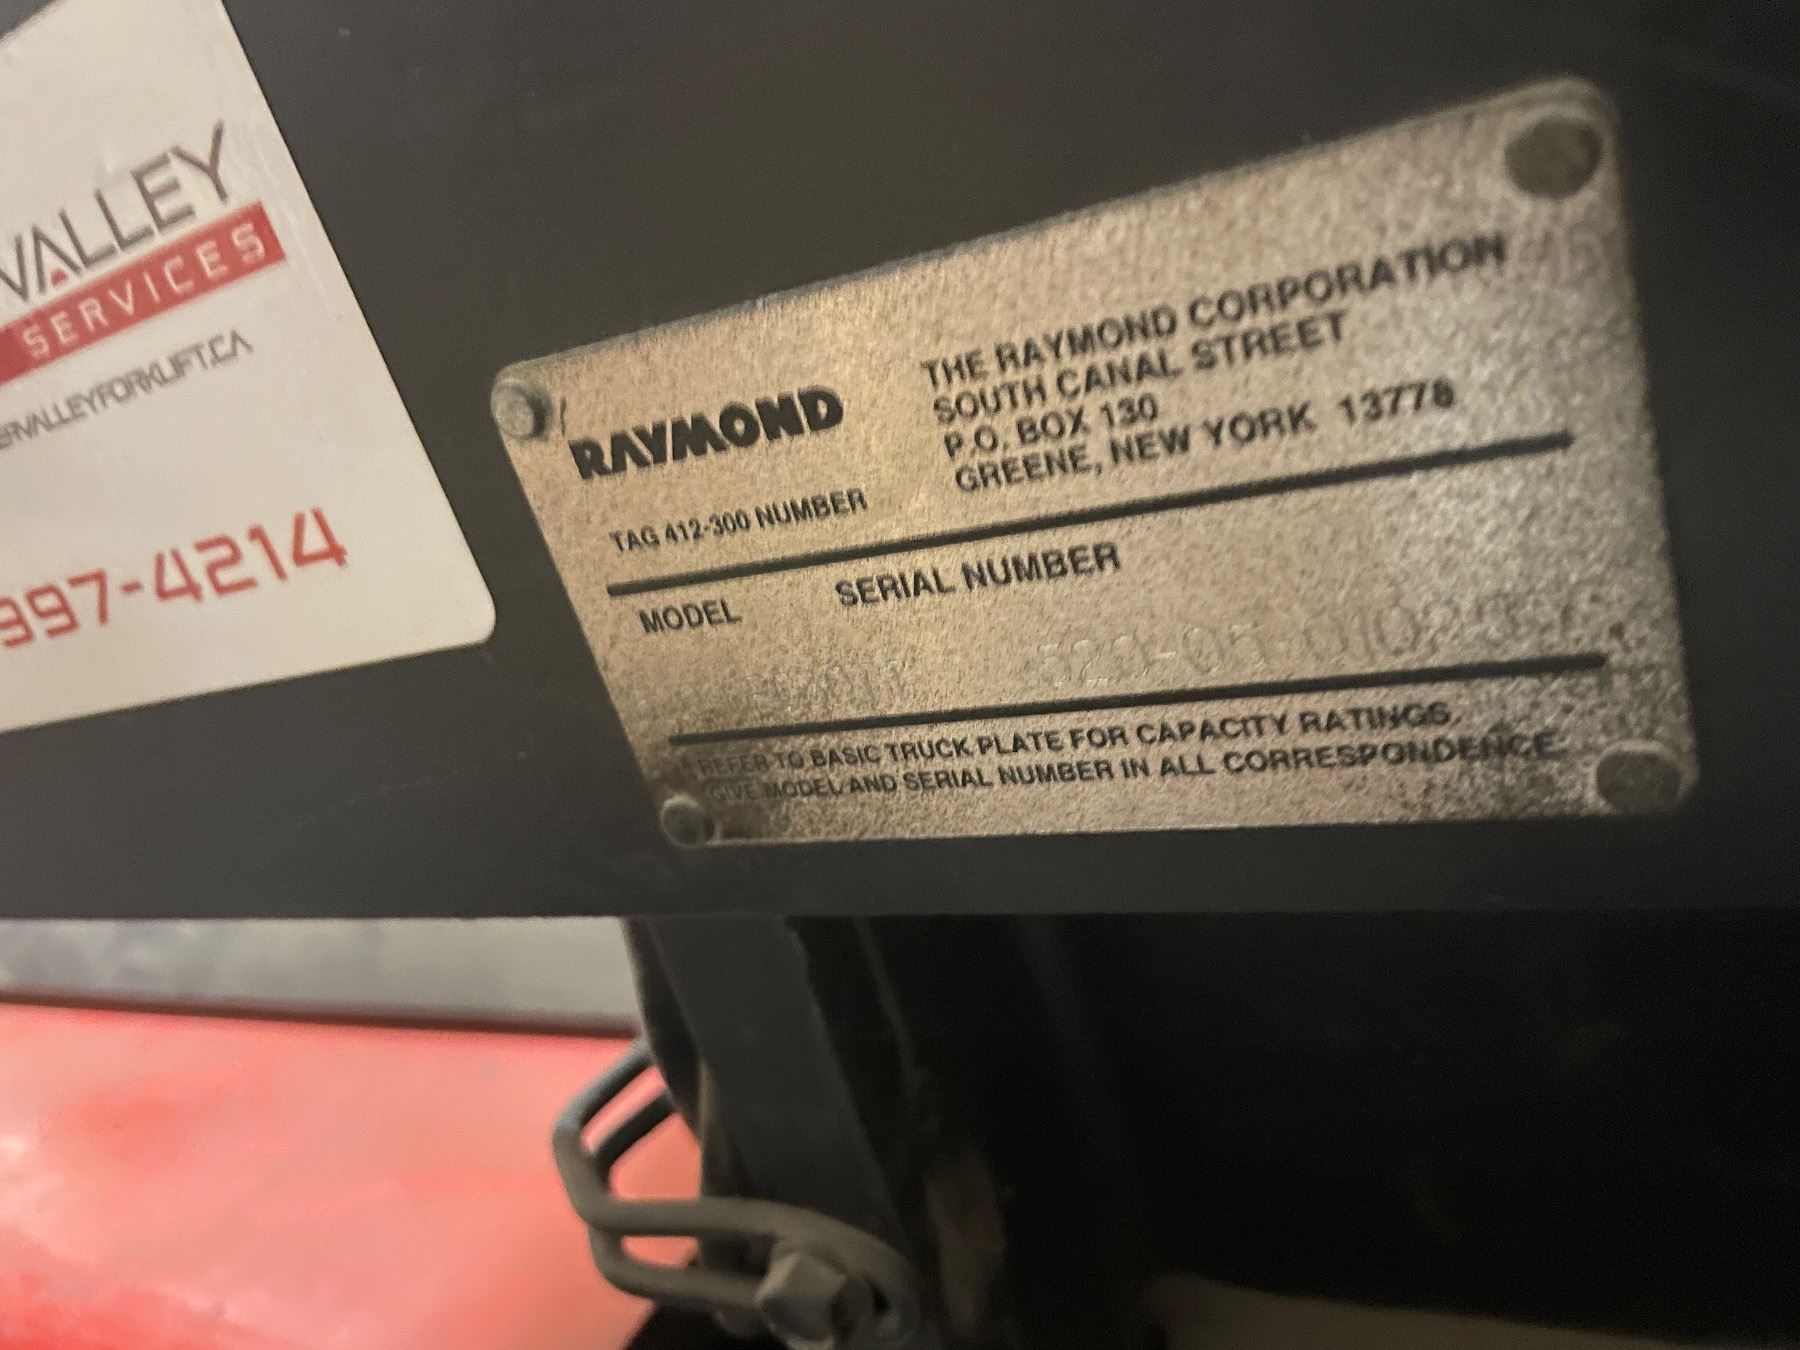 VALLEY
SERVICES
ERVALLEYFORKLIFT.CA
997-4214
RAYMOND
THE RAYMOND CORPORATION
SOUTH CANAL STREET
P.O. BOX 130
GREENE, NEW YORK 13778
TAG 412-300 NUMBER
MODEL SERIAL NUMBER
REFER TO BASIC TRUCK PLATE FOR CAPACITY RATINGS.
GIVE MODEL AND SERIAL NUMBER IN ALL CORRESPONDENCE